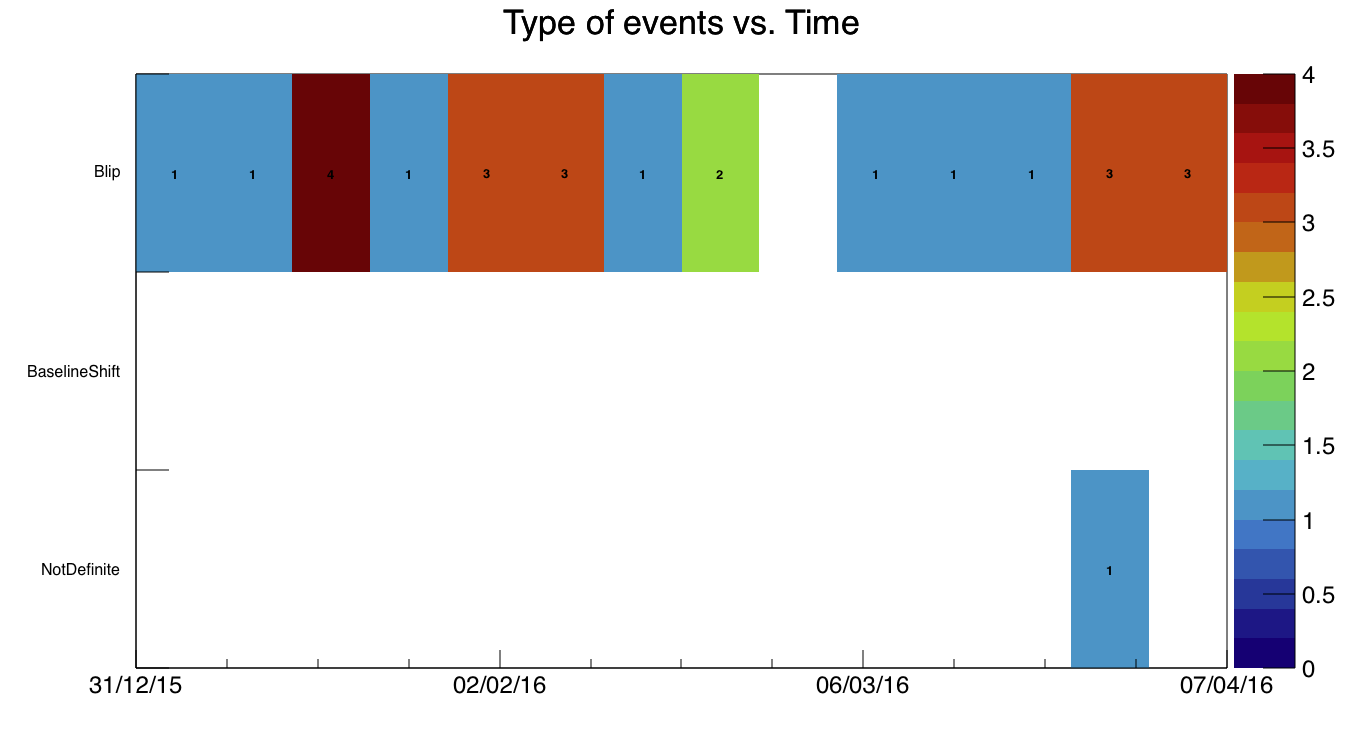 Type of events vs. Time
4
Blip
1 1 4 1 3 3 1 2 1 1 1 3 3
3.5
3
2.5
BaselineShift
2
1.5
1
NotDefinite
1
0.5
0
31/12/15 02/02/16 06/03/16 07/04/16